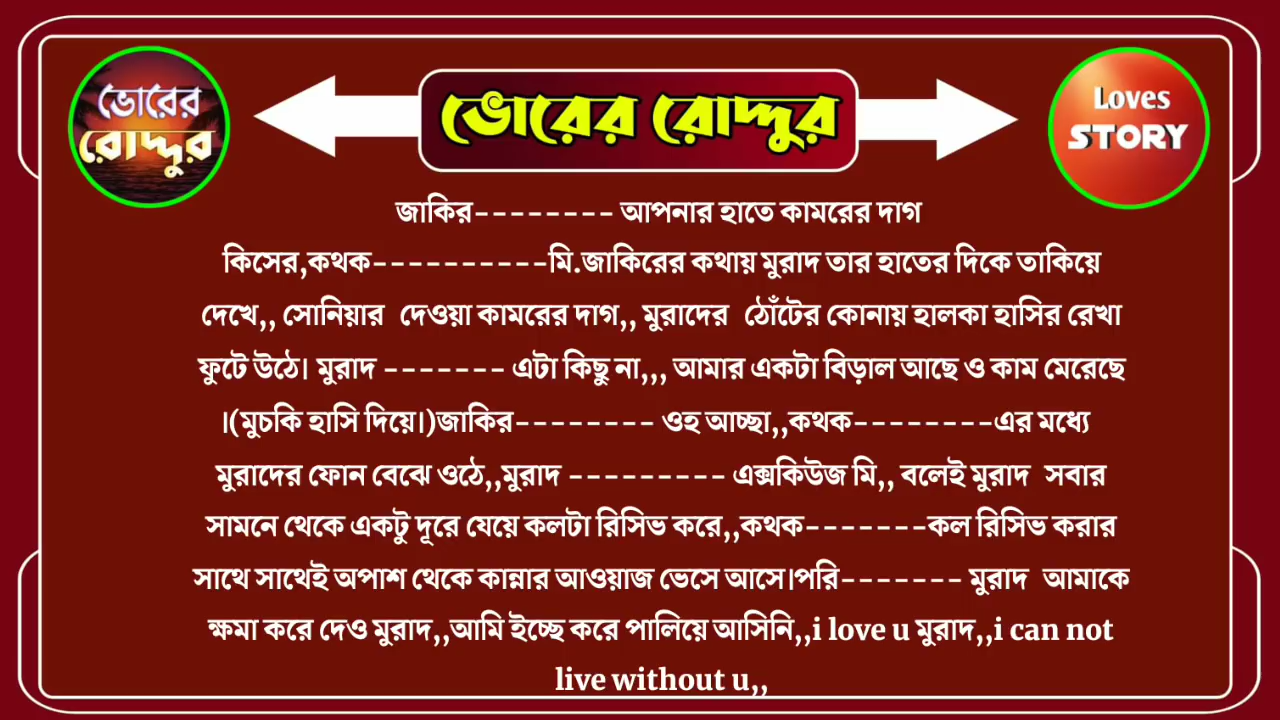 ভোরের
রোদ্দুর
ভোরের রোদ্দুর
Loves
STORY
জাকির-------- আপনার হাতে কামরের দাগ
কিসের,কথক----------মি.জাকিরের কথায় মুরাদ তার হাতের দিকে তাকিয়ে
দেখে,, সোনিয়ার দেওয়া কামরের দাগ,, মুরাদের ঠোঁটের কোনায় হালকা হাসির রেখা
ফুটে উঠে। মুরাদ ------- এটা কিছু না,,, আমার একটা বিড়াল আছে ও কাম মেরেছে
।(মুচকি হাসি দিয়ে।)জাকির-------- ওহ আচ্ছা,,কথক--------এর মধ্যে
মুরাদের ফোন বেঝে ওঠে,,মুরাদ --------- এক্সকিউজ মি,, বলেই মুরাদ সবার
সামনে থেকে একটু দূরে যেয়ে কলটা রিসিভ করে,,কথক-------কল রিসিভ করার
সাথে সাথেই অপাশ থেকে কান্নার আওয়াজ ভেসে আসে।পরি------- মুরাদ আমাকে
ক্ষমা করে দেও মুরাদ,,আমি ইচ্ছে করে পালিয়ে আসিনি,,i love u মুরাদ,,i can not
live without u,,